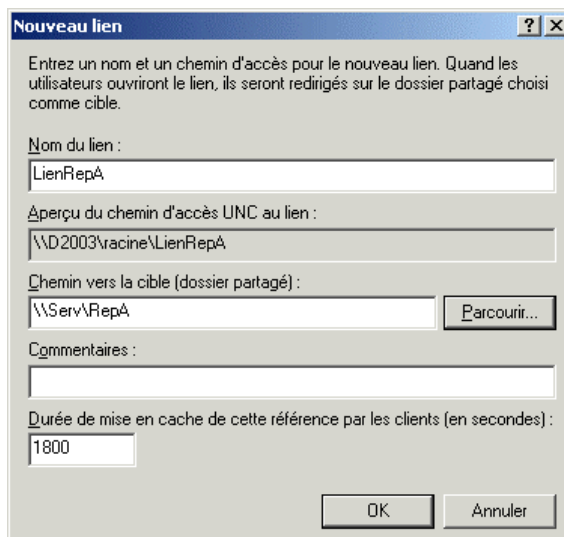 Nouveau lien
Entrez un nom et un chemin d'accès pour le nouveau lien. Quand les
utilisateurs ouvriront le lien, ils seront redirigés sur le dossier partagé choisi
comme cible.
Nom du lien :
LienRepA
Aperçu du chemin d'accès UNC au lien :
\\D2003\racine\LienRepA
Chemin vers la cible (dossier partagé) :
\\Serv\RepA
Parcourir...
Commentaires :
Durée de mise en cache de cette référence par les clients (en secondes) :
1800
OK
Annuler